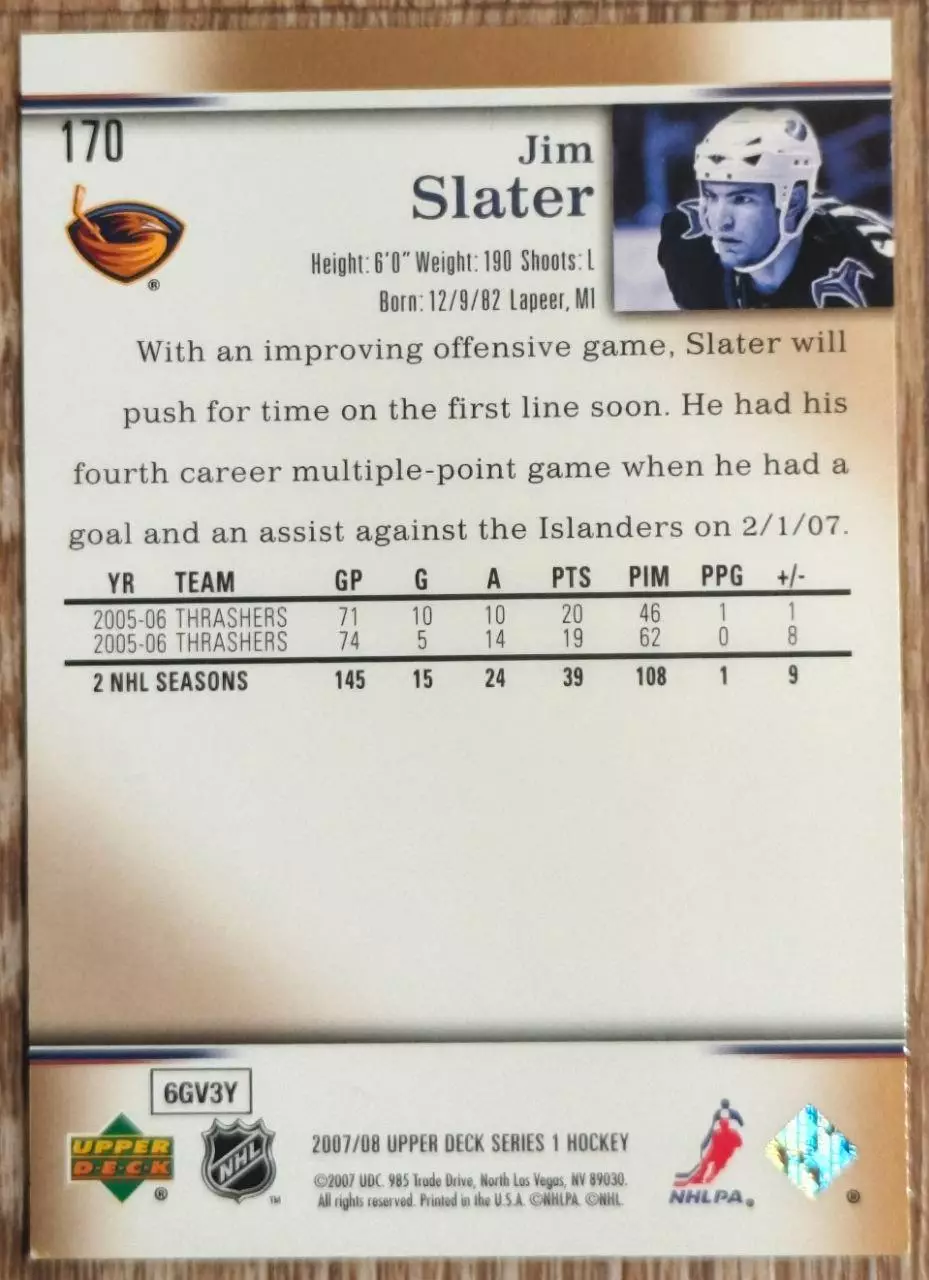 170
Jim
Slater
Height: 6'0" Weight: 190 Shoots: L
Born: 12/9/82 Lapeer, MI
With an improving offensive game, Slater will
push for time on the first line soon. He had his
fourth career multiple-point game when he had a
goal and an assist against the Islanders on 2/1/07.
YR TEAM GP G A PTS PIM PPG +/-
2005-06 THRASHERS 71 10 10 20 46 1 1
2005-06 THRASHERS 74 5 14 19 62 0 8
2 NHL SEASONS 145 15 24 39 108 1 9
6GV3Y
UPPER
DECK
®
NHL
TM
2007/08 UPPER DECK SERIES 1 HOCKEY
©2007 UDC. 985 Trade Drive, North Las Vegas, NV 89030.
All rights reserved. Printed in the U.S.A. ©NHLPA ©NHL
NHLPA®
®